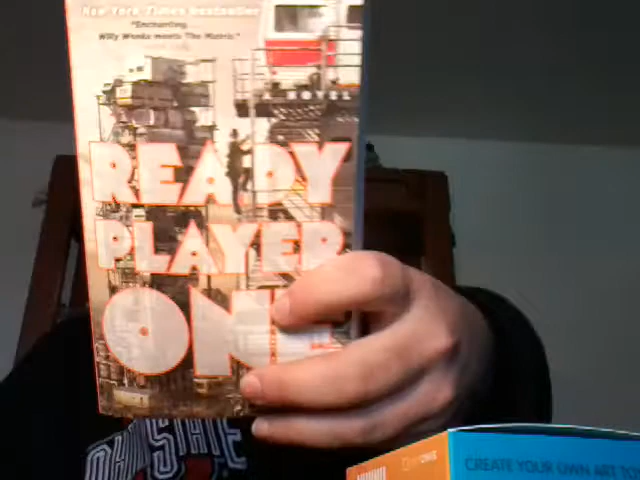 New York Times bestseller
"Enchanting...
Willy Wonka meets The Matrix."
READY
PLAYER
ONE
OHIO STATE
CREATE YOUR OWN ART TO